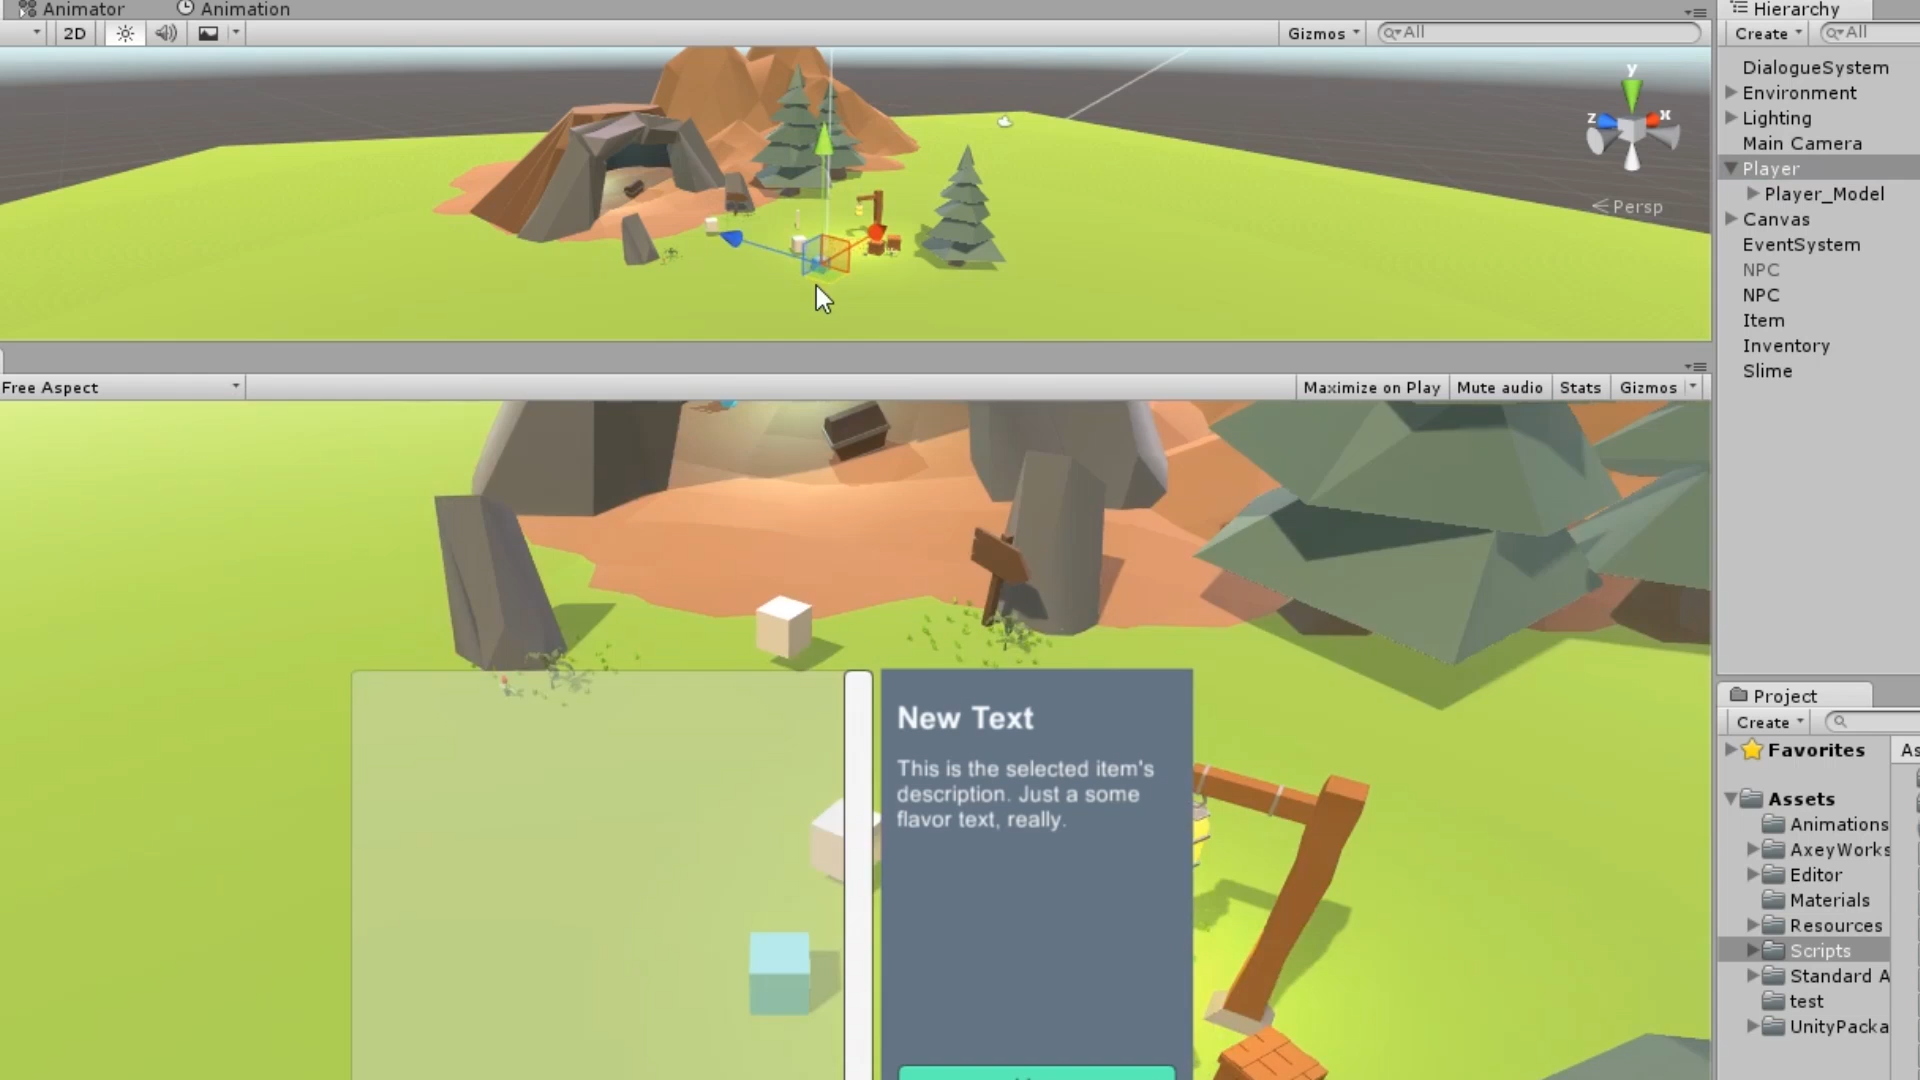 Animator
Animation
2D
Gizmos
All
y
z
x
Persp
Free Aspect
Maximize on Play
Mute audio
Stats
Gizmos
New Text
This is the selected item's
description. Just a some
flavor text, really.
Hierarchy
Create
All
DialogueSystem
Environment
Lighting
Main Camera
Player
Player_Model
Canvas
EventSystem
NPC
NPC
Item
Inventory
Slime
Project
Create
Favorites
As
Assets
Animations
AxeyWorks
Editor
Materials
Resources
Scripts
Standard A
test
UnityPacka